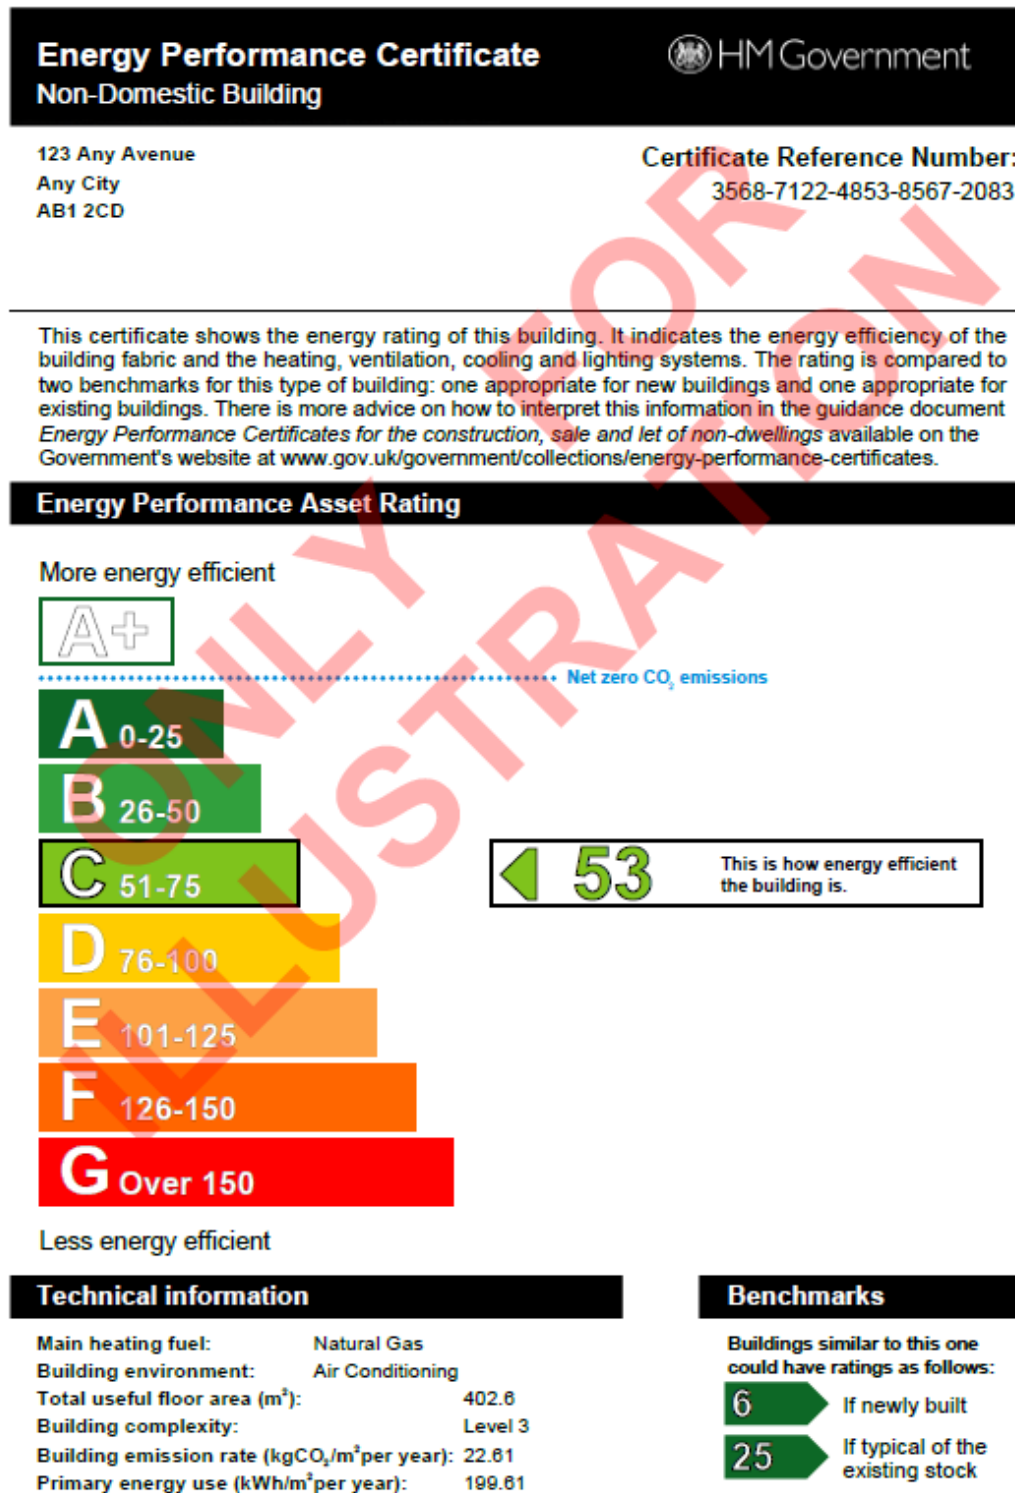 Energy Performance Certificate
Non-Domestic Building
HM Government
123 Any Avenue
Any City
AB1 2CD
Certificate Reference Number:
3568-7122-4853-8567-2083
This certificate shows the energy rating of this building. It indicates the energy efficiency of the
building fabric and the heating, ventilation, cooling and lighting systems. The rating is compared to
two benchmarks for this type of building: one appropriate for new buildings and one appropriate for
existing buildings. There is more advice on how to interpret this information in the guidance document
Energy Performance Certificates for the construction, sale and let of non-dwellings available on the
Government's website at www.gov.uk/government/collections/energy-performance-certificates.
Energy Performance Asset Rating
More energy efficient
A+
Net zero CO₂ emissions
A 0-25
B 26-50
C 51-75
53
This is how energy efficient
the building is.
D 76-100
E 101-125
F 126-150
G Over 150
Less energy efficient
ONLY FOR
ILLUSTRATION
Technical information
Main heating fuel: Natural Gas
Building environment: Air Conditioning
Total useful floor area (m²): 402.6
Building complexity: Level 3
Building emission rate (kgCO₂/m²per year): 22.61
Primary energy use (kWh/m²per year): 199.61
Benchmarks
Buildings similar to this one
could have ratings as follows:
6 If newly built
25 If typical of the
existing stock